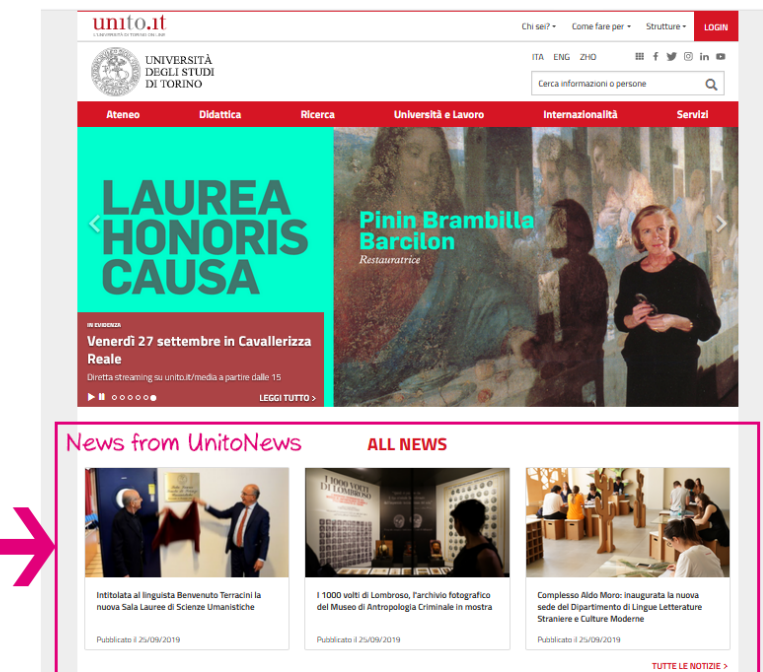 unito.it
Chi sei?
Come fare per
Strutture
LOGIN
UNIVERSITÀ
DEGLI STUDI
DI TORINO
ITA ENG ZHO
Cerca informazioni o persone
Ateneo
Didattica
Ricerca
Università e Lavoro
Internazionalità
Servizi
LAUREA
HONORIS
CAUSA
Pinin Brambilla
Barcilon
Restauratrice
IN EVIDENZA
Venerdì 27 settembre in Cavallerizza
Reale
Diretta streaming su unito.it/media a partire dalle 15
LEGGI TUTTO >
News from UnitoNews
ALL NEWS
I 1000 VOLTI
DI LOMBROSO
Intitolata al linguista Benvenuto Terracini la
nuova Sala Lauree di Scienze Umanistiche
Pubblicato il 25/09/2019
I 1000 volti di Lombroso, l'archivio fotografico
del Museo di Antropologia Criminale in mostra
Pubblicato il 25/09/2019
Complesso Aldo Moro: inaugurata la nuova
sede del Dipartimento di Lingue Letterature
Straniere e Culture Moderne
Pubblicato il 25/09/2019
TUTTE LE NOTIZIE >